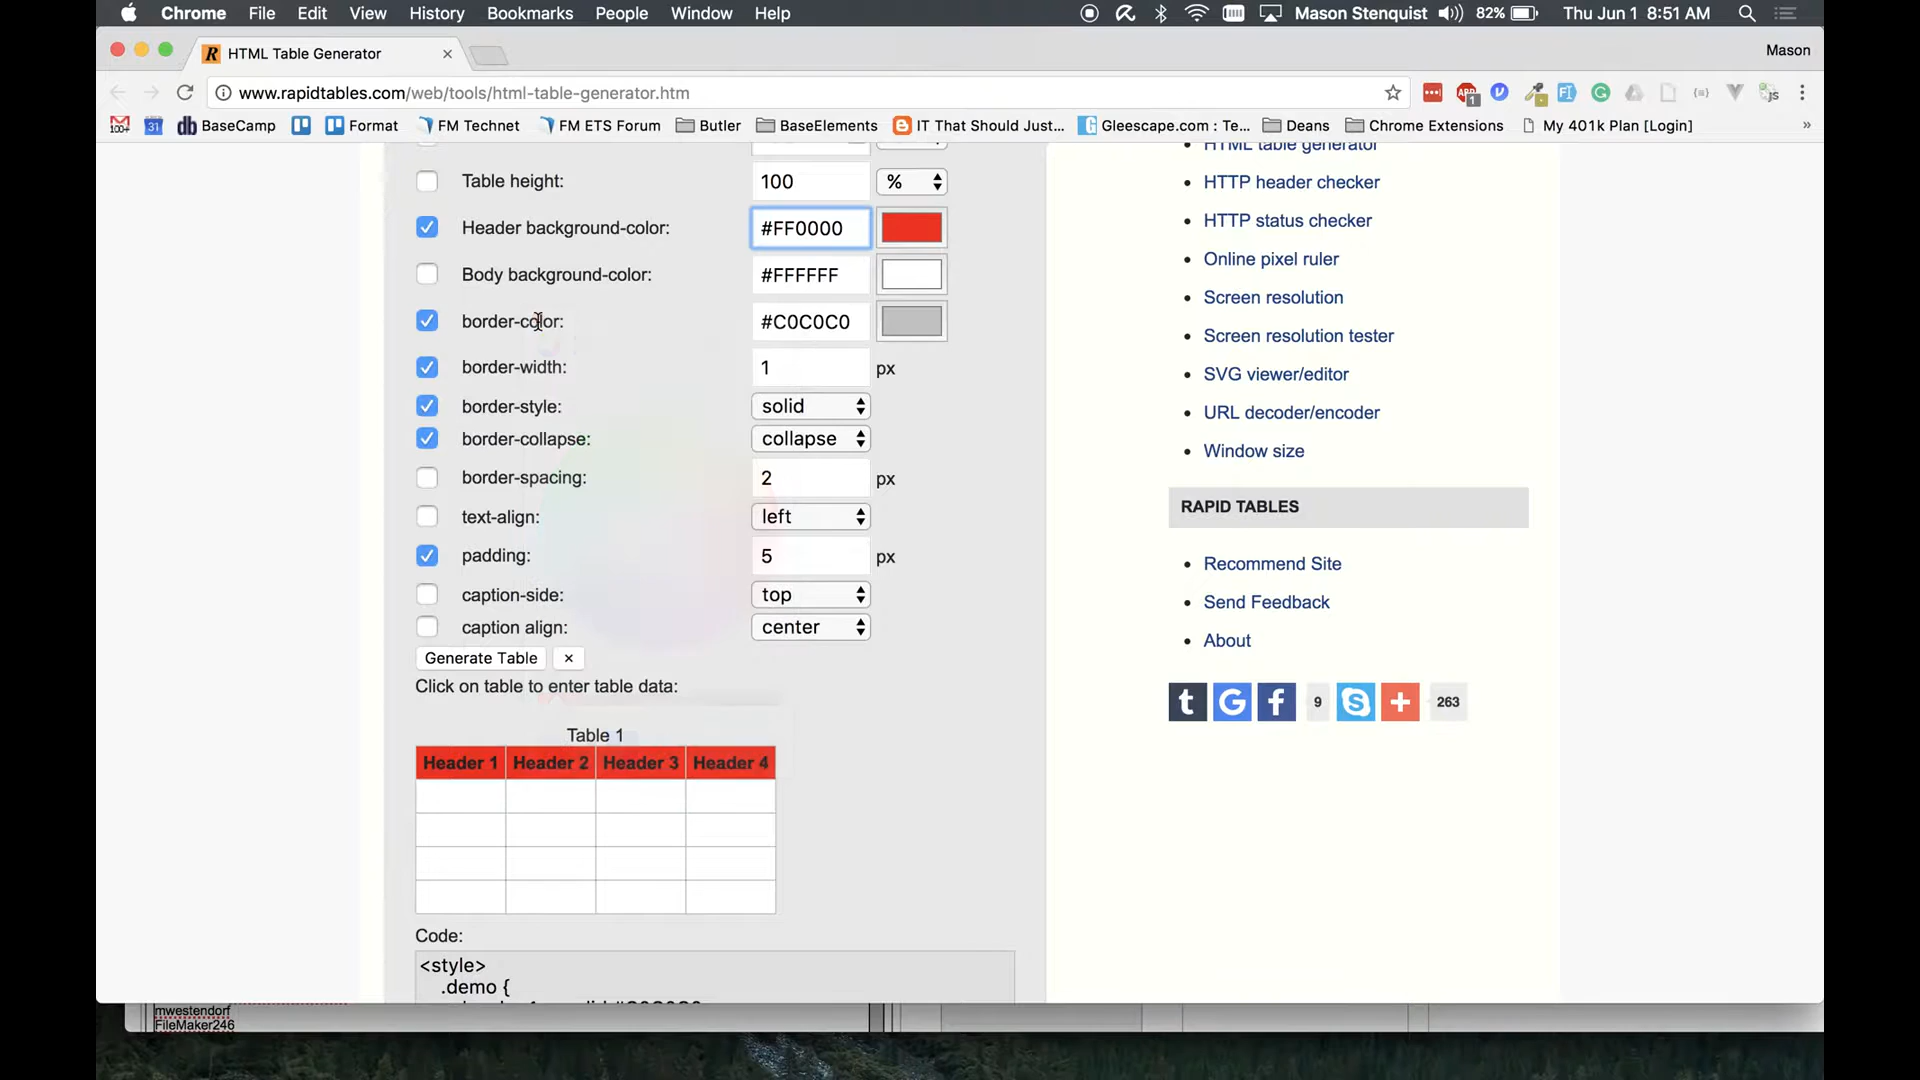 Chrome File Edit View History Bookmarks People Window Help Mason Stenquist 82% Thu Jun 1 8:51 AM
HTML Table Generator Mason
www.rapidtables.com/web/tools/html-table-generator.htm
100+ 31 BaseCamp Format FM Technet FM ETS Forum Butler BaseElements IT That Should Just... Gleescape.com : Te... Deans Chrome Extensions My 401k Plan [Login] »
Table height: 100 %
Header background-color: #FF0000
Body background-color: #FFFFFF
border-color: #C0C0C0
border-width: 1 px
border-style: solid
border-collapse: collapse
border-spacing: 2 px
text-align: left
padding: 5 px
caption-side: top
caption align: center
Generate Table ×
Click on table to enter table data:
Table 1
Header 1 Header 2 Header 3 Header 4
Code:
<style>
.demo {
HTML table generator
HTTP header checker
HTTP status checker
Online pixel ruler
Screen resolution
Screen resolution tester
SVG viewer/editor
URL decoder/encoder
Window size
RAPID TABLES
Recommend Site
Send Feedback
About
9 263
mwestendorf
FileMaker246